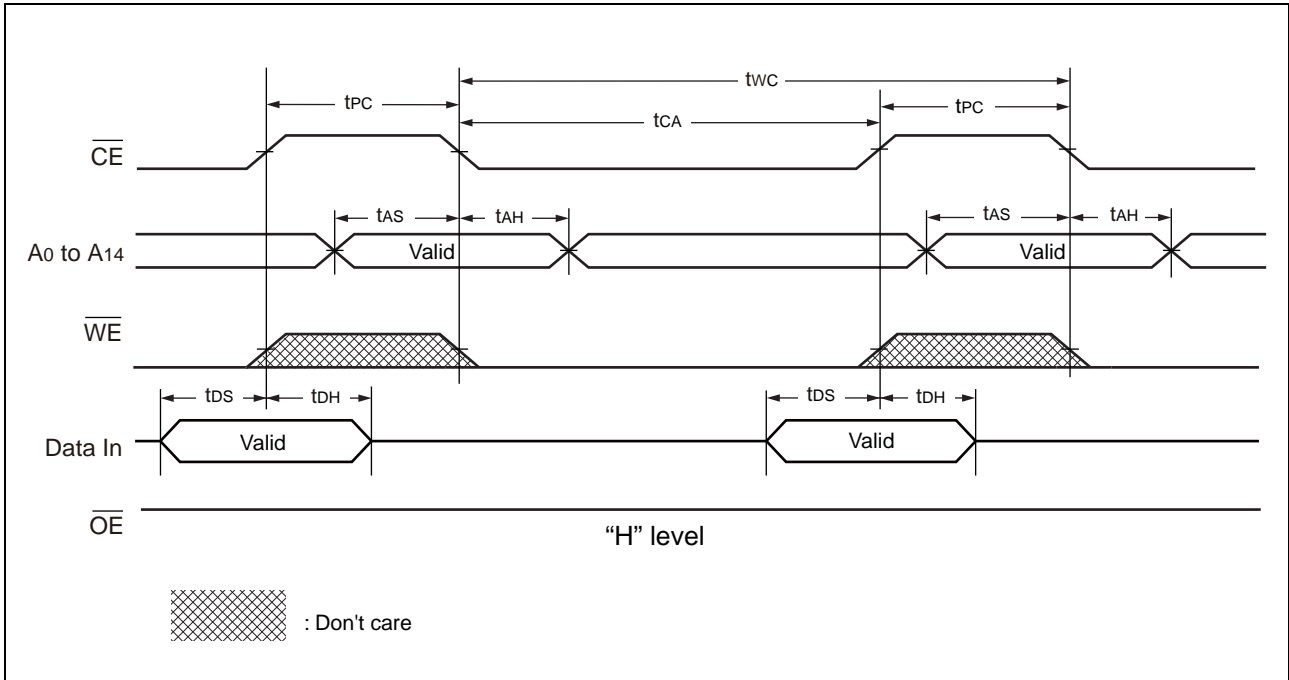 tWC
tPC
tPC
tCA
CE
tAS
tAH
tAS
tAH
A0 to A14
Valid
Valid
WE
tDS
tDH
tDS
tDH
Data In
Valid
Valid
OE
“H” level
: Don't care